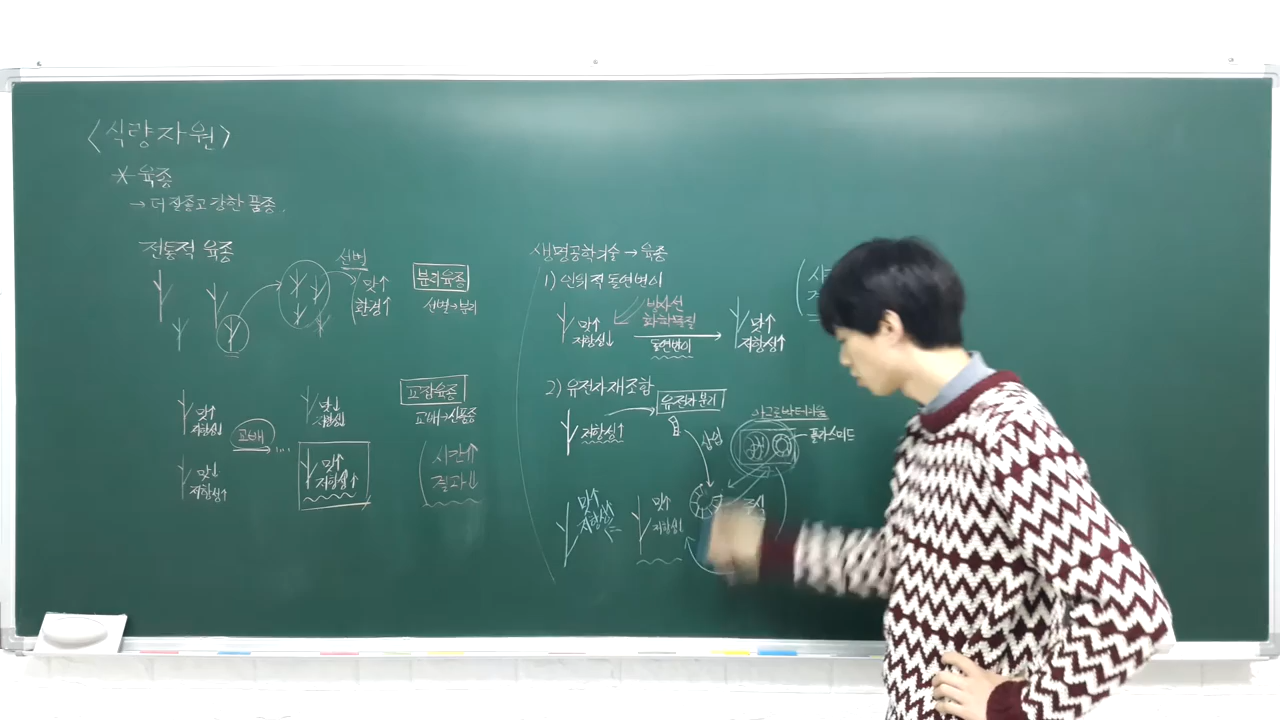 <식량자원>
* 육종
→ 더 잘좋고 강한 품종.
전통적 육종
선별
맛↑
환경↑
분리육종
선별→분리
맛↑
저항성↓
맛↓
저항성↑
교배
...
맛↓
저항성↓
맛↑
저항성↑
교잡육종
교배→신품종
시간↑
결과↓
생명공학기술 → 육종
1) 인위적 돌연변이
맛↑
저항성↓
방사선
화학물질
돌연변이
맛↑
저항성↑
2) 유전자재조합
저항성↑
유전자 분리
삽입
아그로박테리움
플라스미드
맛↑
저항성↑
맛↑
저항성↓